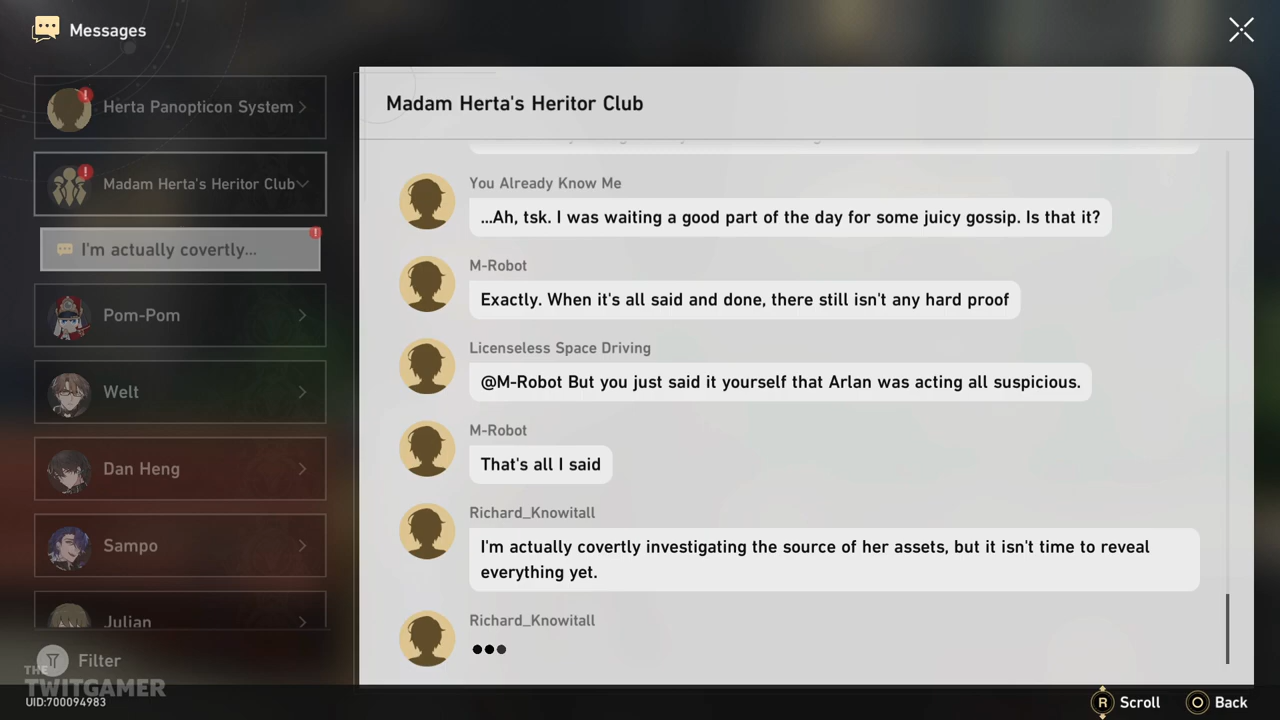 Messages
Herta Panopticon System
Madam Herta's Heritor Club
I'm actually covertly...
Pom-Pom
Welt
Dan Heng
Sampo
Julian
Filter
THE
TWITGAMER
UID:700094983
Madam Herta's Heritor Club
You Already Know Me
...Ah, tsk. I was waiting a good part of the day for some juicy gossip. Is that it?
M-Robot
Exactly. When it's all said and done, there still isn't any hard proof
Licenseless Space Driving
@M-Robot But you just said it yourself that Arlan was acting all suspicious.
M-Robot
That's all I said
Richard_Knowitall
I'm actually covertly investigating the source of her assets, but it isn't time to reveal
everything yet.
Richard_Knowitall
R Scroll
Back